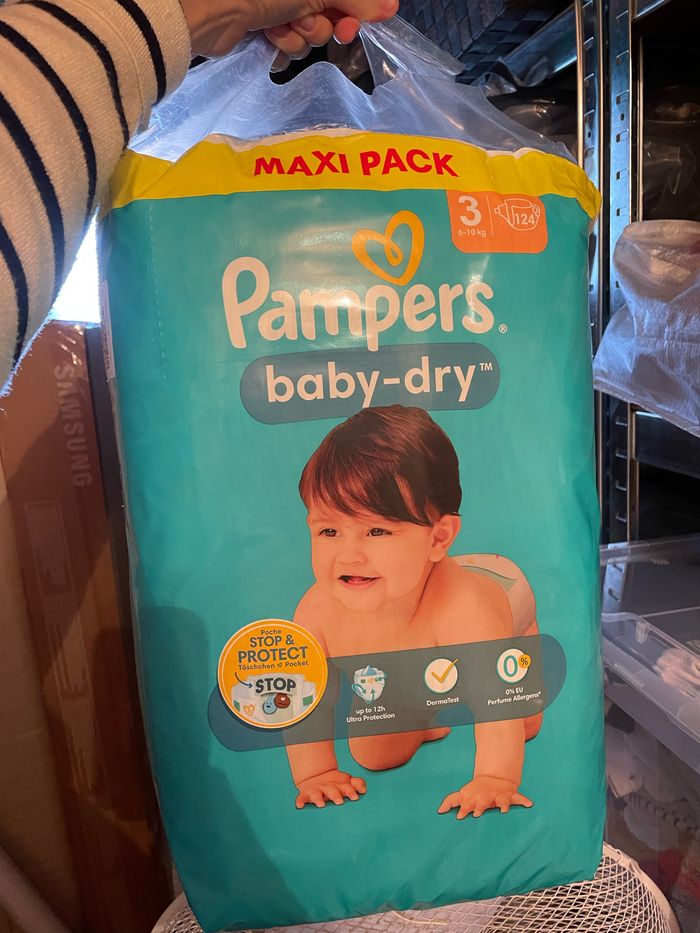 MAXI PACK
3
6-10 kg
124
Pampers®
baby-dry™
SAMSUNG
Poche
STOP &
PROTECT
Täschchen Pocket
STOP
up to 12h
Ultra Protection
DermaTest
0%
0% EU
Perfume Allergens*